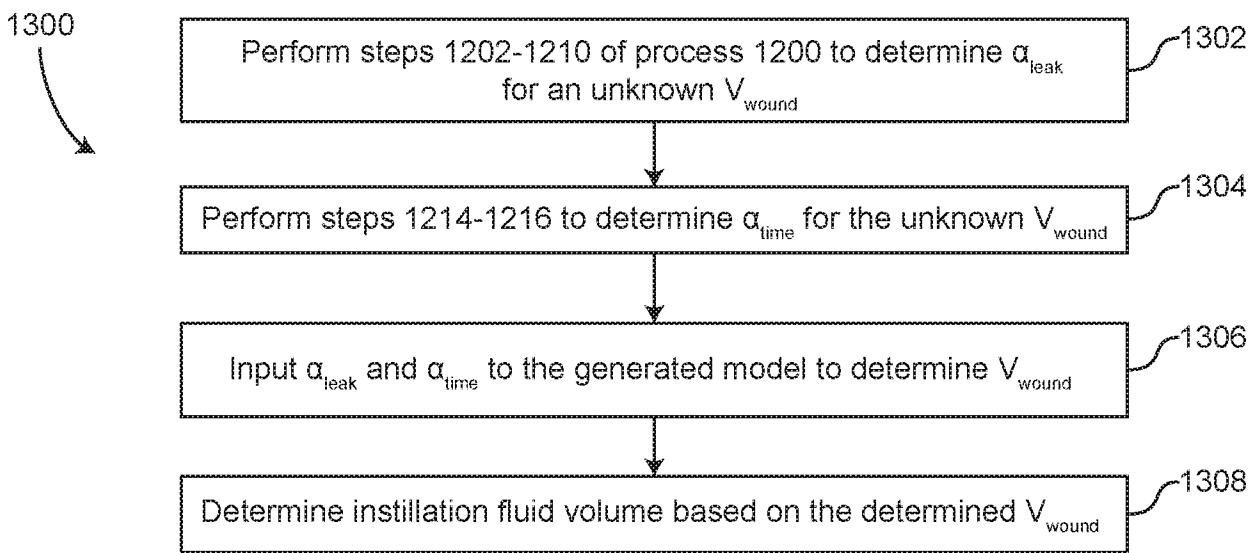 1300
Perform steps 1202-1210 of process 1200 to determine α_leak
for an unknown V_wound
1302
Perform steps 1214-1216 to determine α_time for the unknown V_wound
1304
Input α_leak and α_time to the generated model to determine V_wound
1306
Determine instillation fluid volume based on the determined V_wound
1308